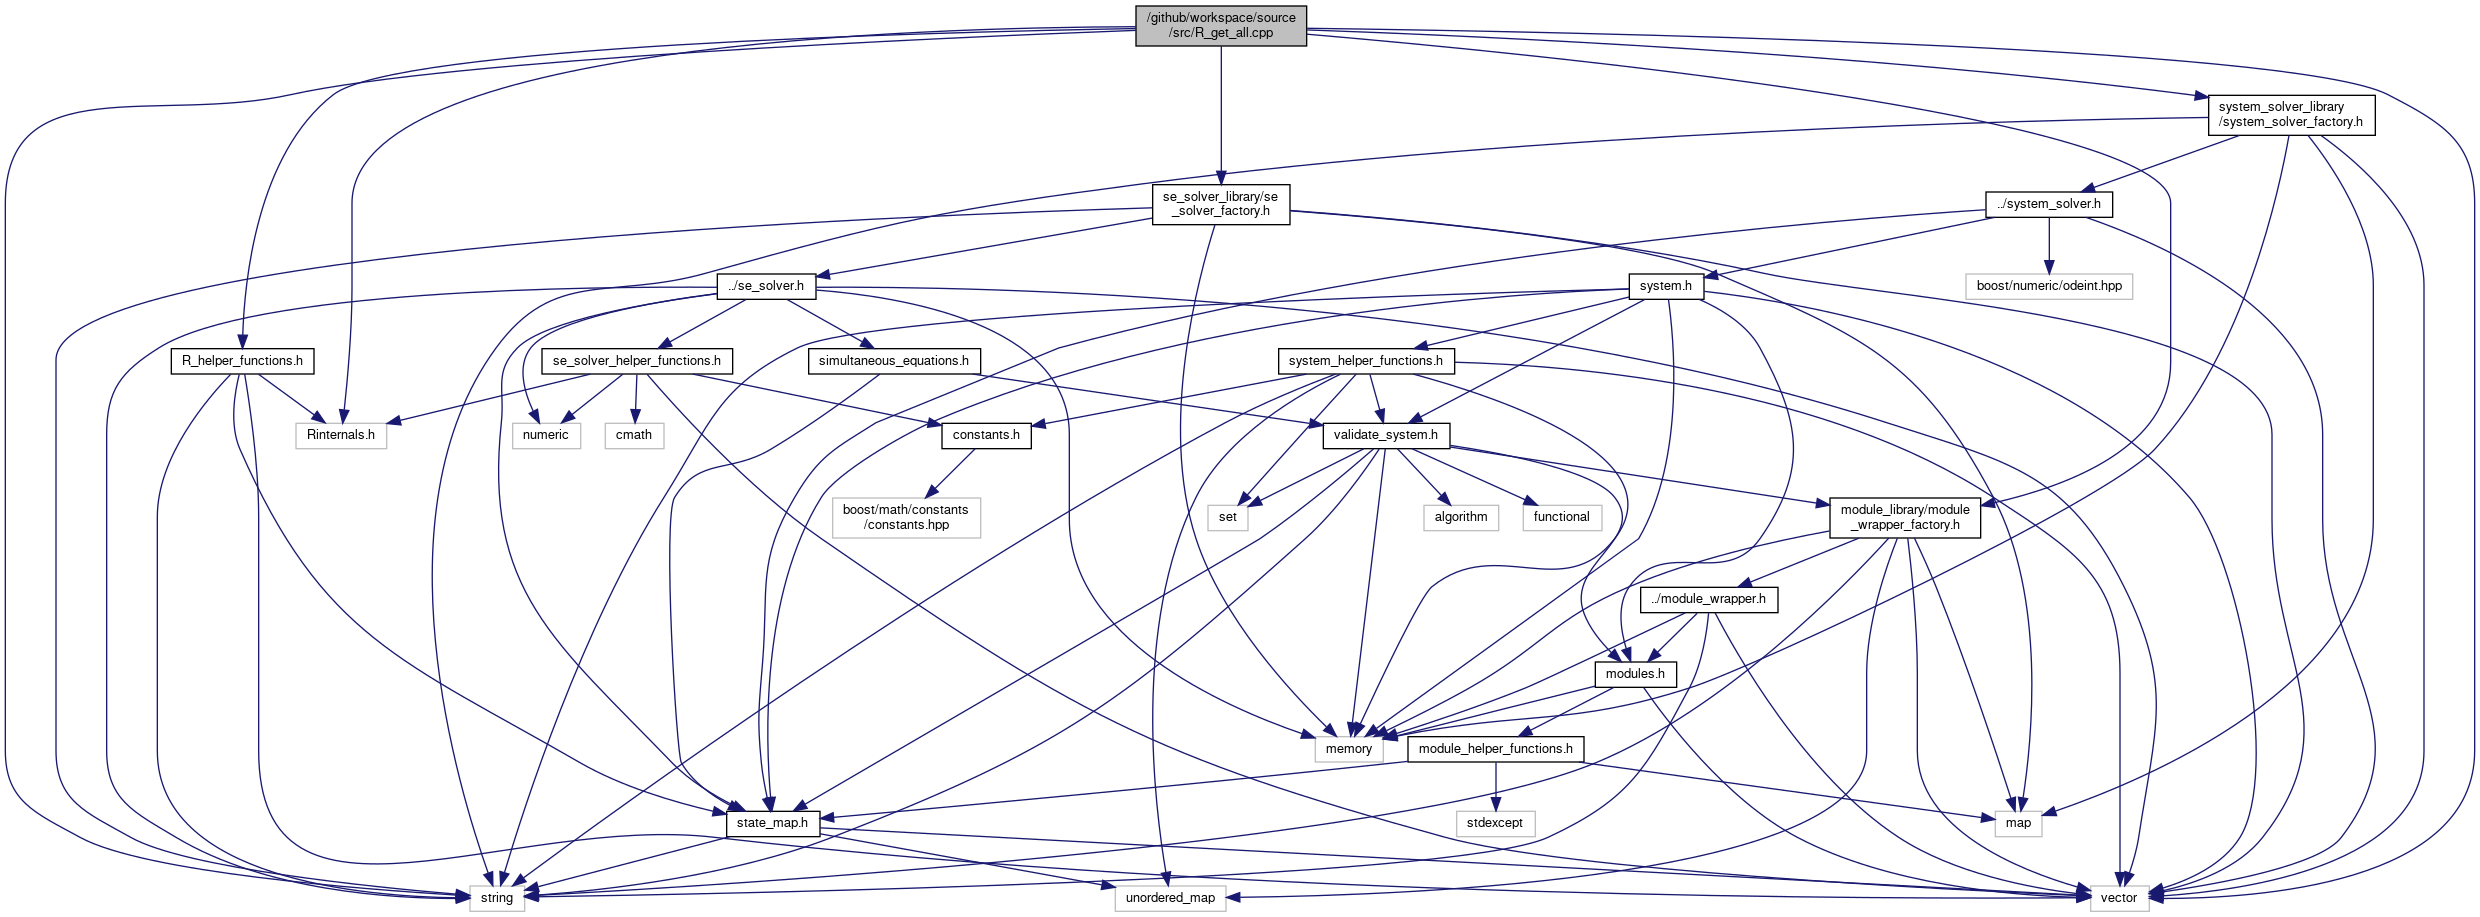 /github/workspace/source
/src/R_get_all.cpp
system_solver_library
/system_solver_factory.h
se_solver_library/se
_solver_factory.h
../system_solver.h
../se_solver.h
system.h
boost/numeric/odeint.hpp
R_helper_functions.h
se_solver_helper_functions.h
simultaneous_equations.h
system_helper_functions.h
Rinternals.h
numeric
cmath
constants.h
validate_system.h
boost/math/constants
/constants.hpp
set
algorithm
functional
module_library/module
_wrapper_factory.h
../module_wrapper.h
modules.h
memory
module_helper_functions.h
state_map.h
stdexcept
map
string
unordered_map
vector